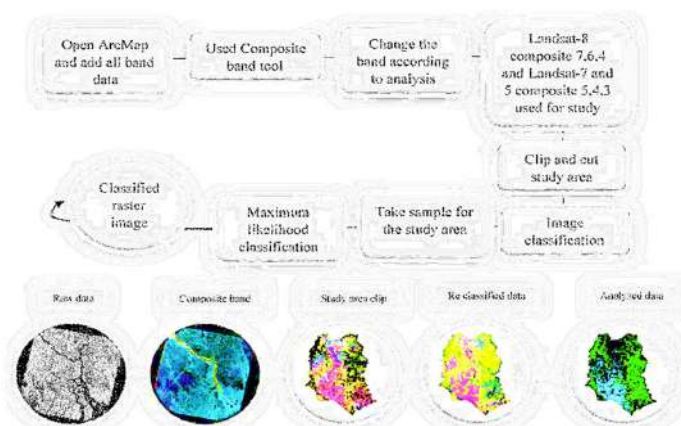 Open ArcMap
and add all band
data
Used Composite
band tool
Change the
band according
to analysis
Landsat-8
composite 7.6.4
and Landsat-7 and
5 composite 5.4.3
used for study
Clip and cut
study area
Image
classification
Take sample for
the study area
Maximum
likelihood
classification
Classified
raster
image
Raw data
Composite band
Study area clip
Re classified data
Analyzed data